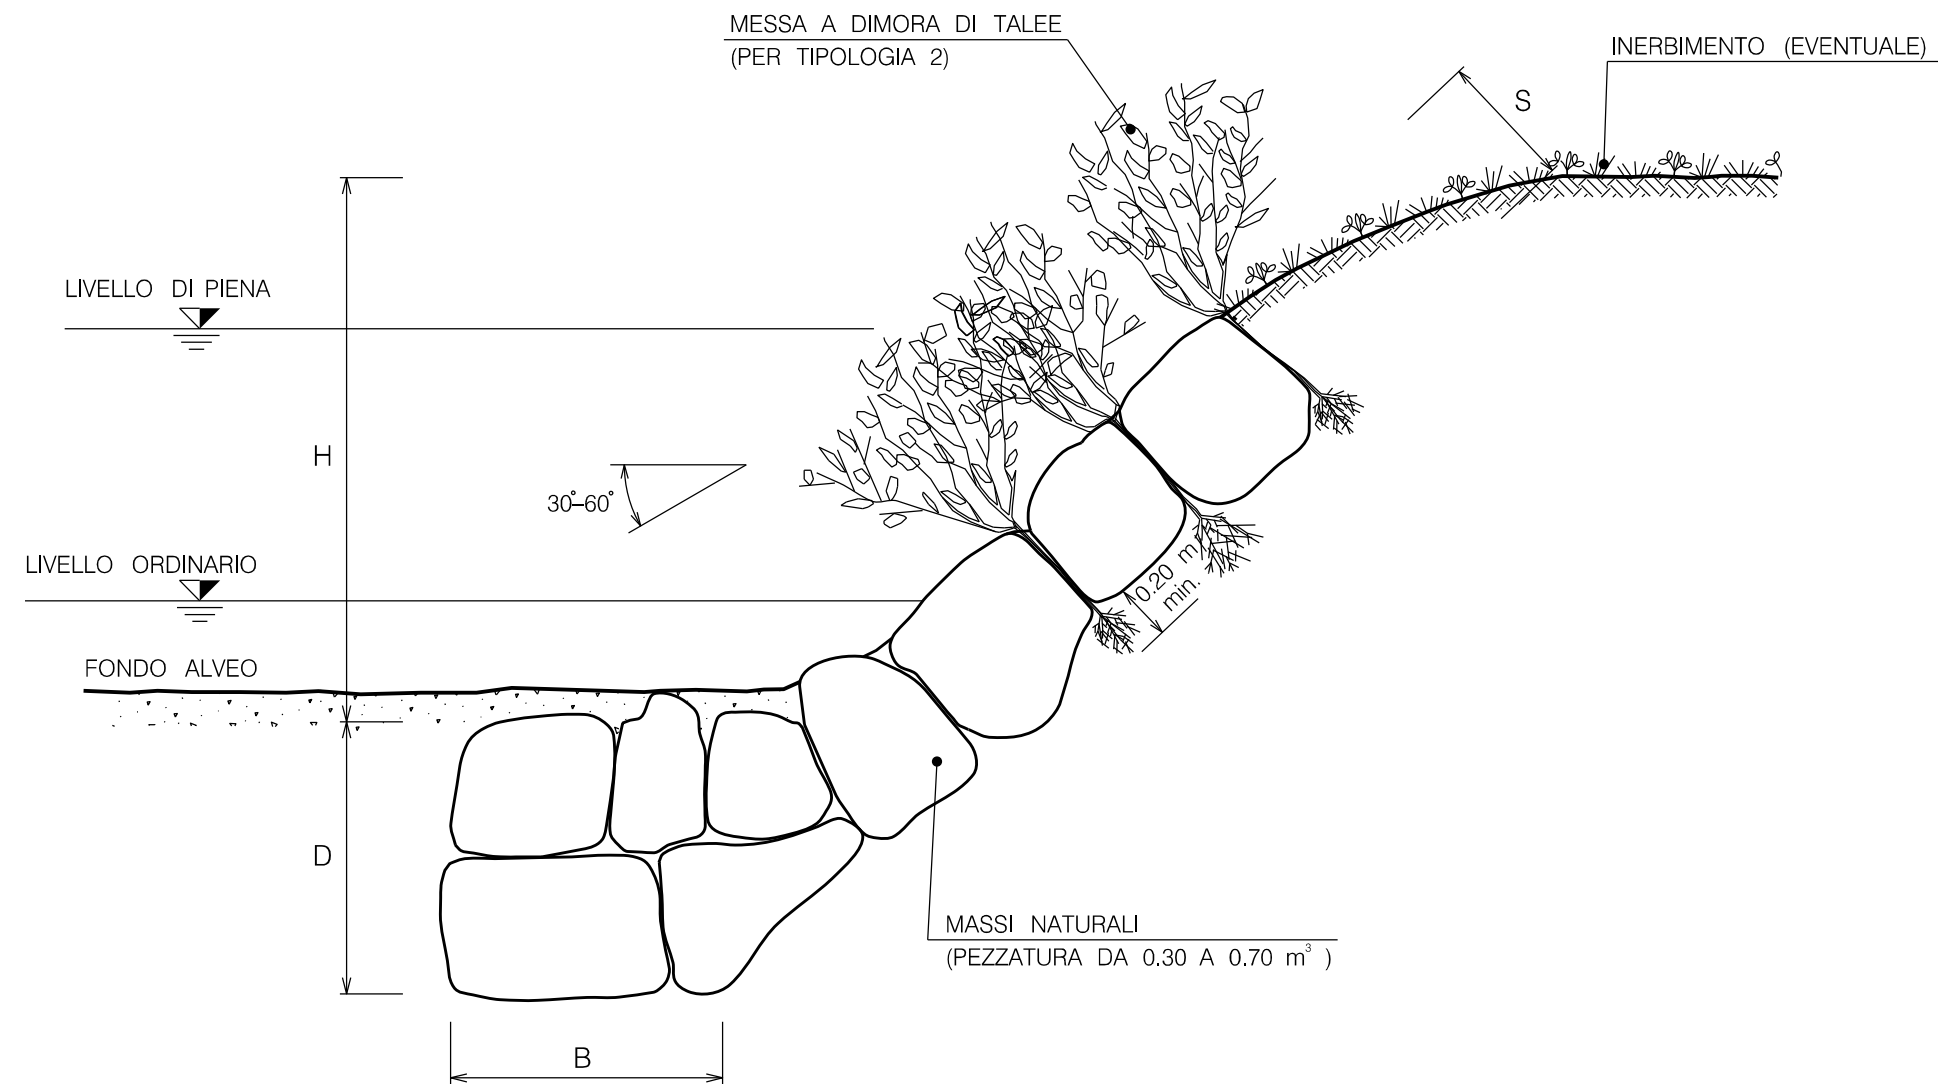 MESSA A DIMORA DI TALEE
(PER TIPOLOGIA 2)
INERBIMENTO (EVENTUALE)
S
LIVELLO DI PIENA
H
30°-60°
LIVELLO ORDINARIO
0.20 m
min.
FONDO ALVEO
D
MASSI NATURALI
(PEZZATURA DA 0.30 A 0.70 m³ )
B